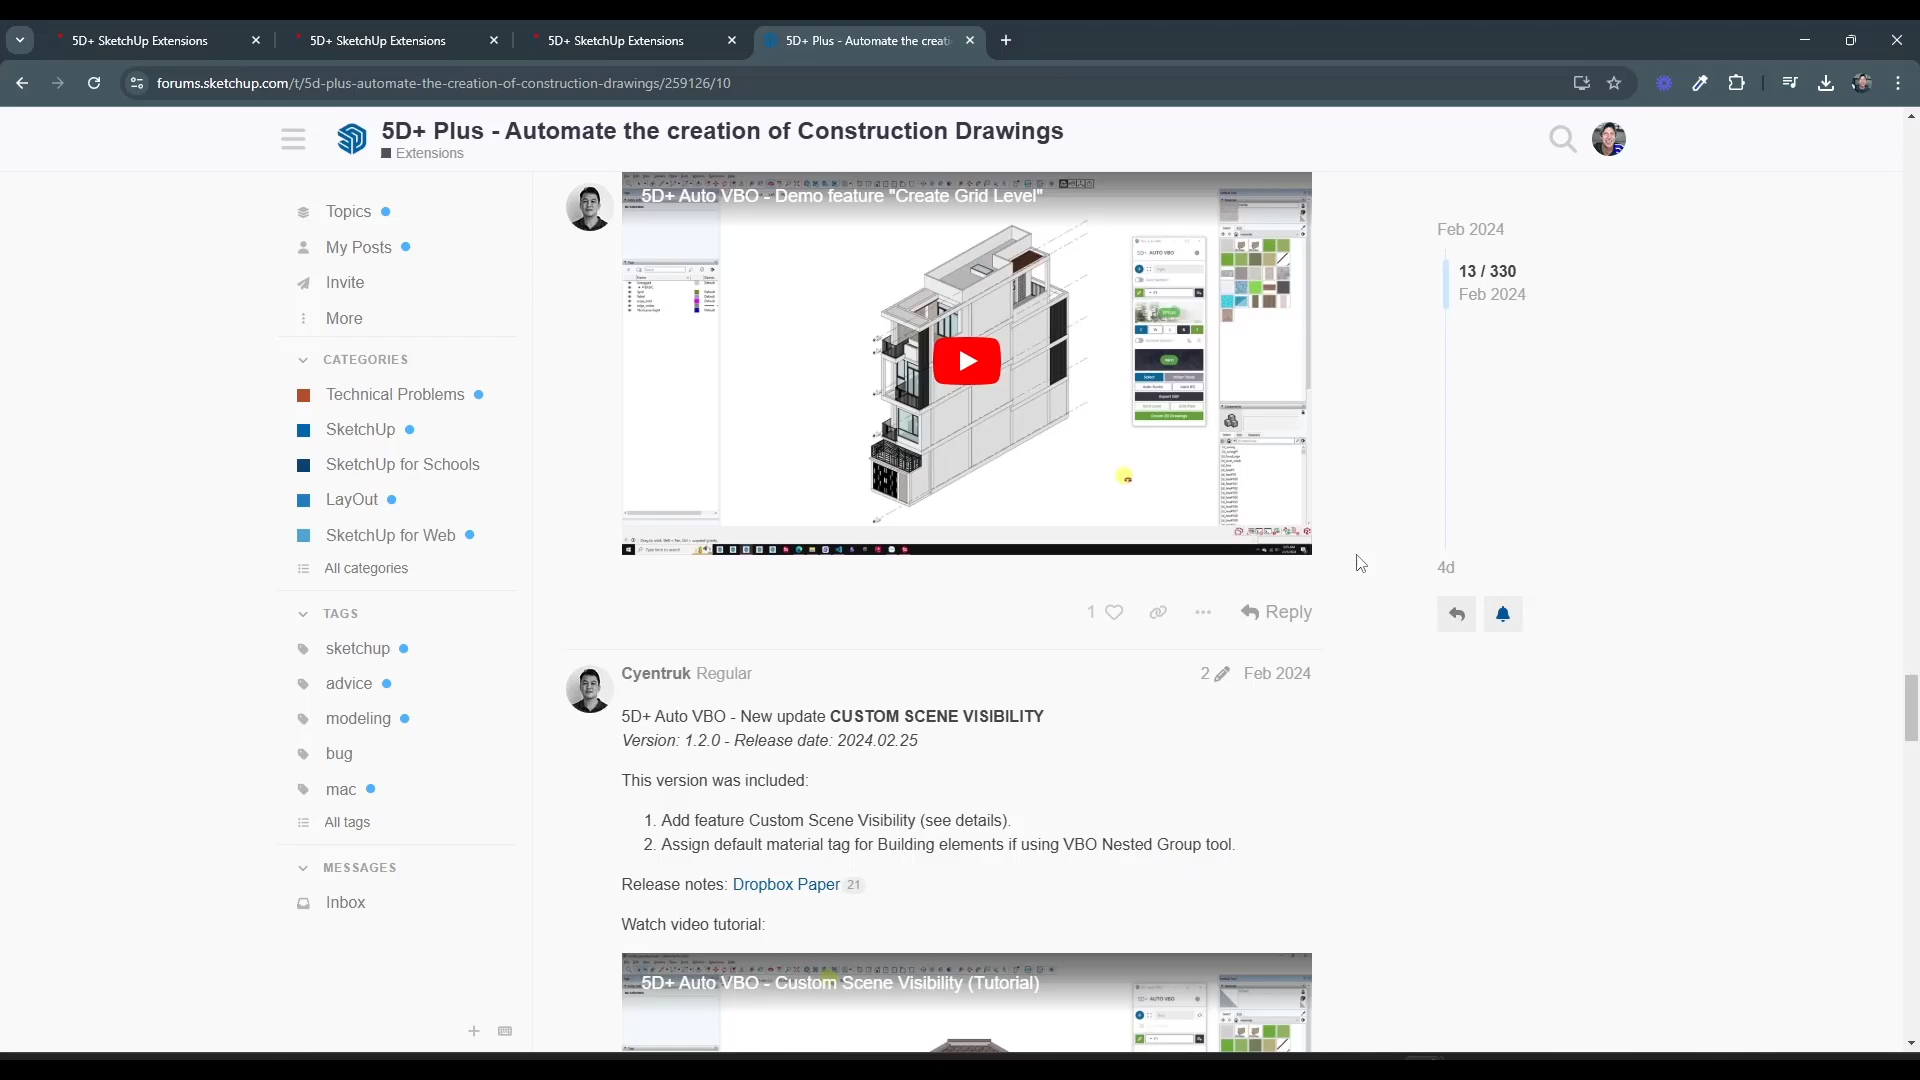 5D+ SketchUp Extensions
5D+ SketchUp Extensions
5D+ SketchUp Extensions
5D+ Plus - Automate the creati
forums.sketchup.com/t/5d-plus-automate-the-creation-of-construction-drawings/259126/10
5D+ Plus - Automate the creation of Construction Drawings
Extensions
Topics
My Posts
Invite
More
CATEGORIES
Technical Problems
SketchUp
SketchUp for Schools
LayOut
SketchUp for Web
All categories
TAGS
sketchup
advice
modeling
bug
mac
All tags
MESSAGES
Inbox
5D+ Auto VBO - Demo feature "Create Grid Level"
5D+ AUTO VBO
1
Reply
Cyentruk Regular
2
Feb 2024
5D+ Auto VBO - New update CUSTOM SCENE VISIBILITY
Version: 1.2.0 - Release date: 2024.02.25
This version was included:
1. Add feature Custom Scene Visibility (see details).
2. Assign default material tag for Building elements if using VBO Nested Group tool.
Release notes: Dropbox Paper 21
Watch video tutorial:
5D+ Auto VBO - Custom Scene Visibility (Tutorial)
5D+ AUTO VBO
Feb 2024
13 / 330
Feb 2024
4d